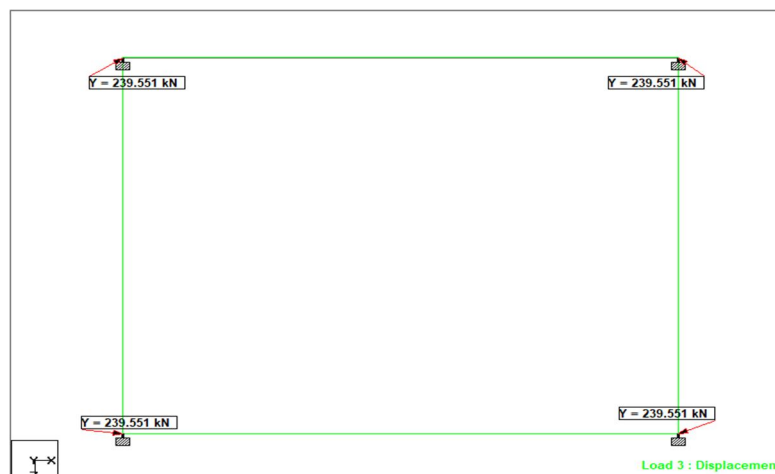 Y = 239.551 kN
Y = 239.551 kN
Y = 239.551 kN
Y = 239.551 kN
Y X
Load 3 : Displacemen